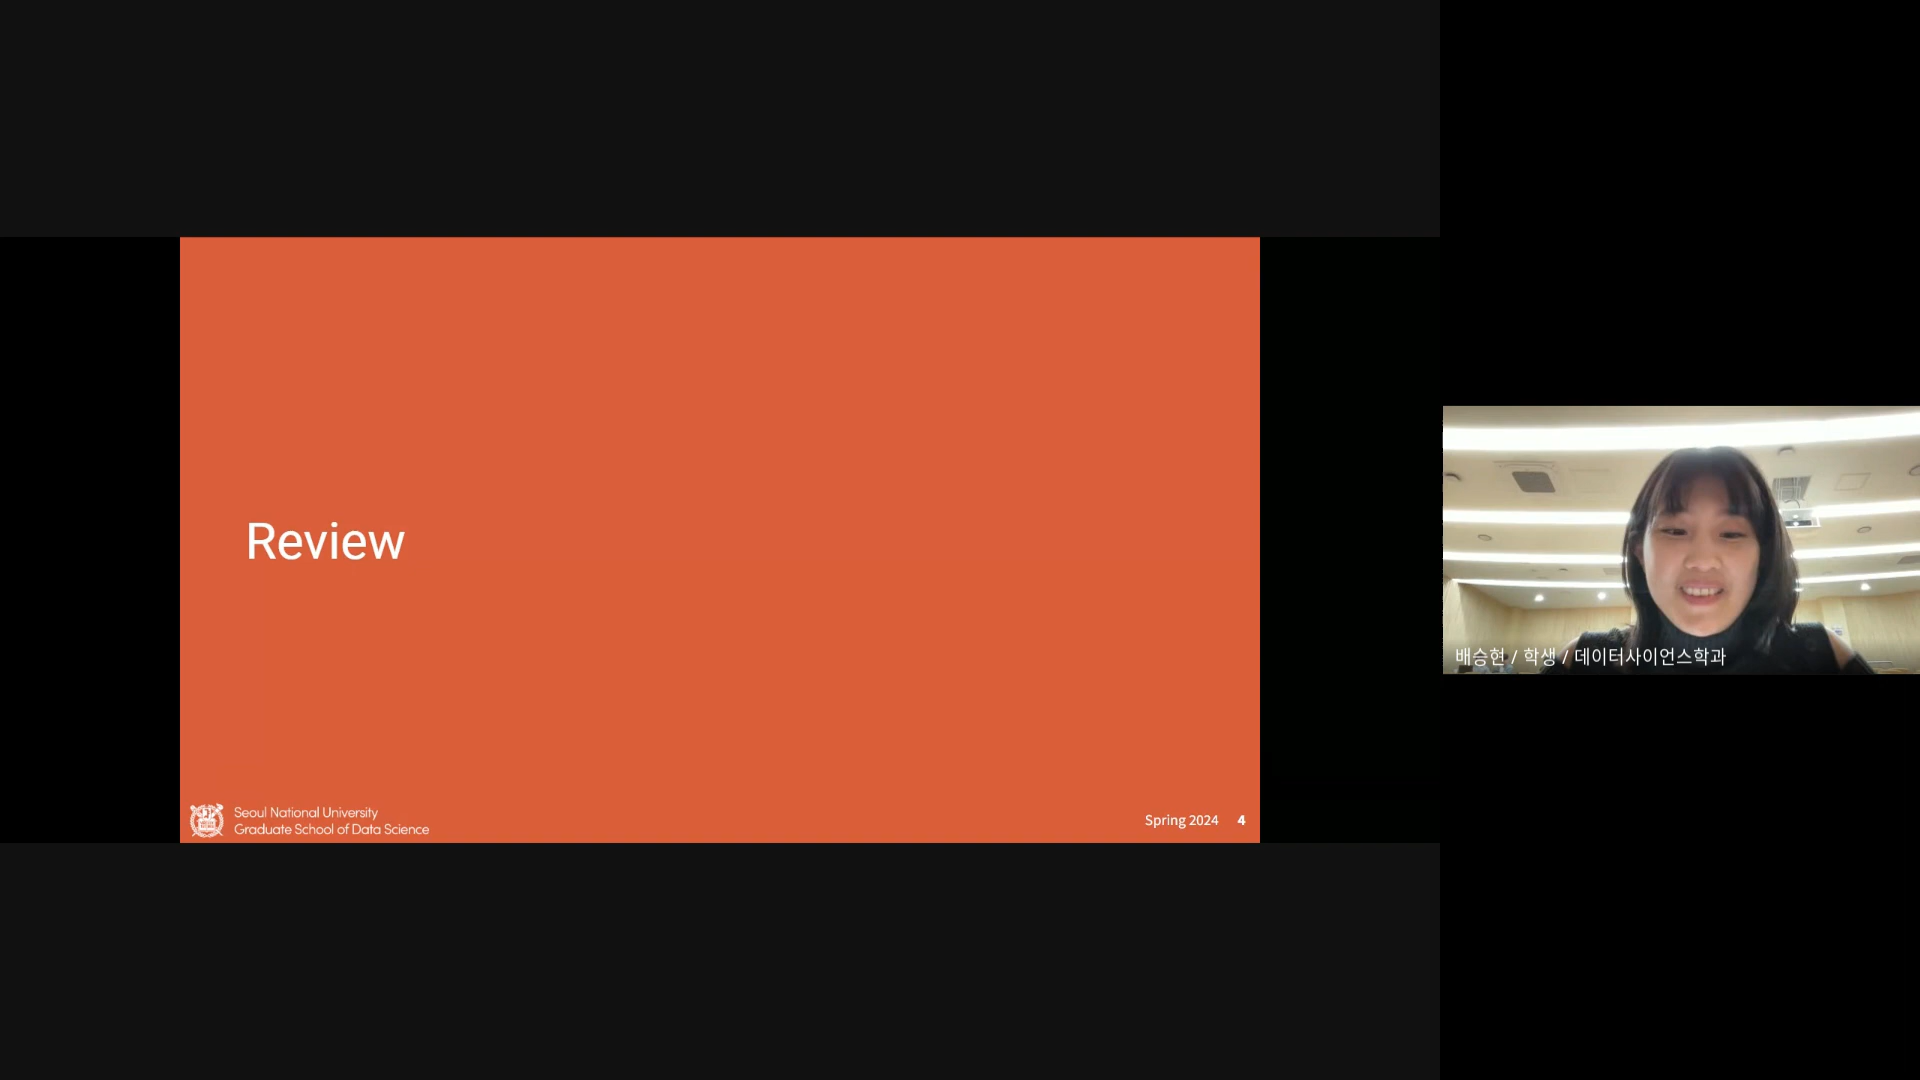 Review
Seoul National University
Graduate School of Data Science
Spring 2024 4
배승현 / 학생 / 데이터사이언스학과